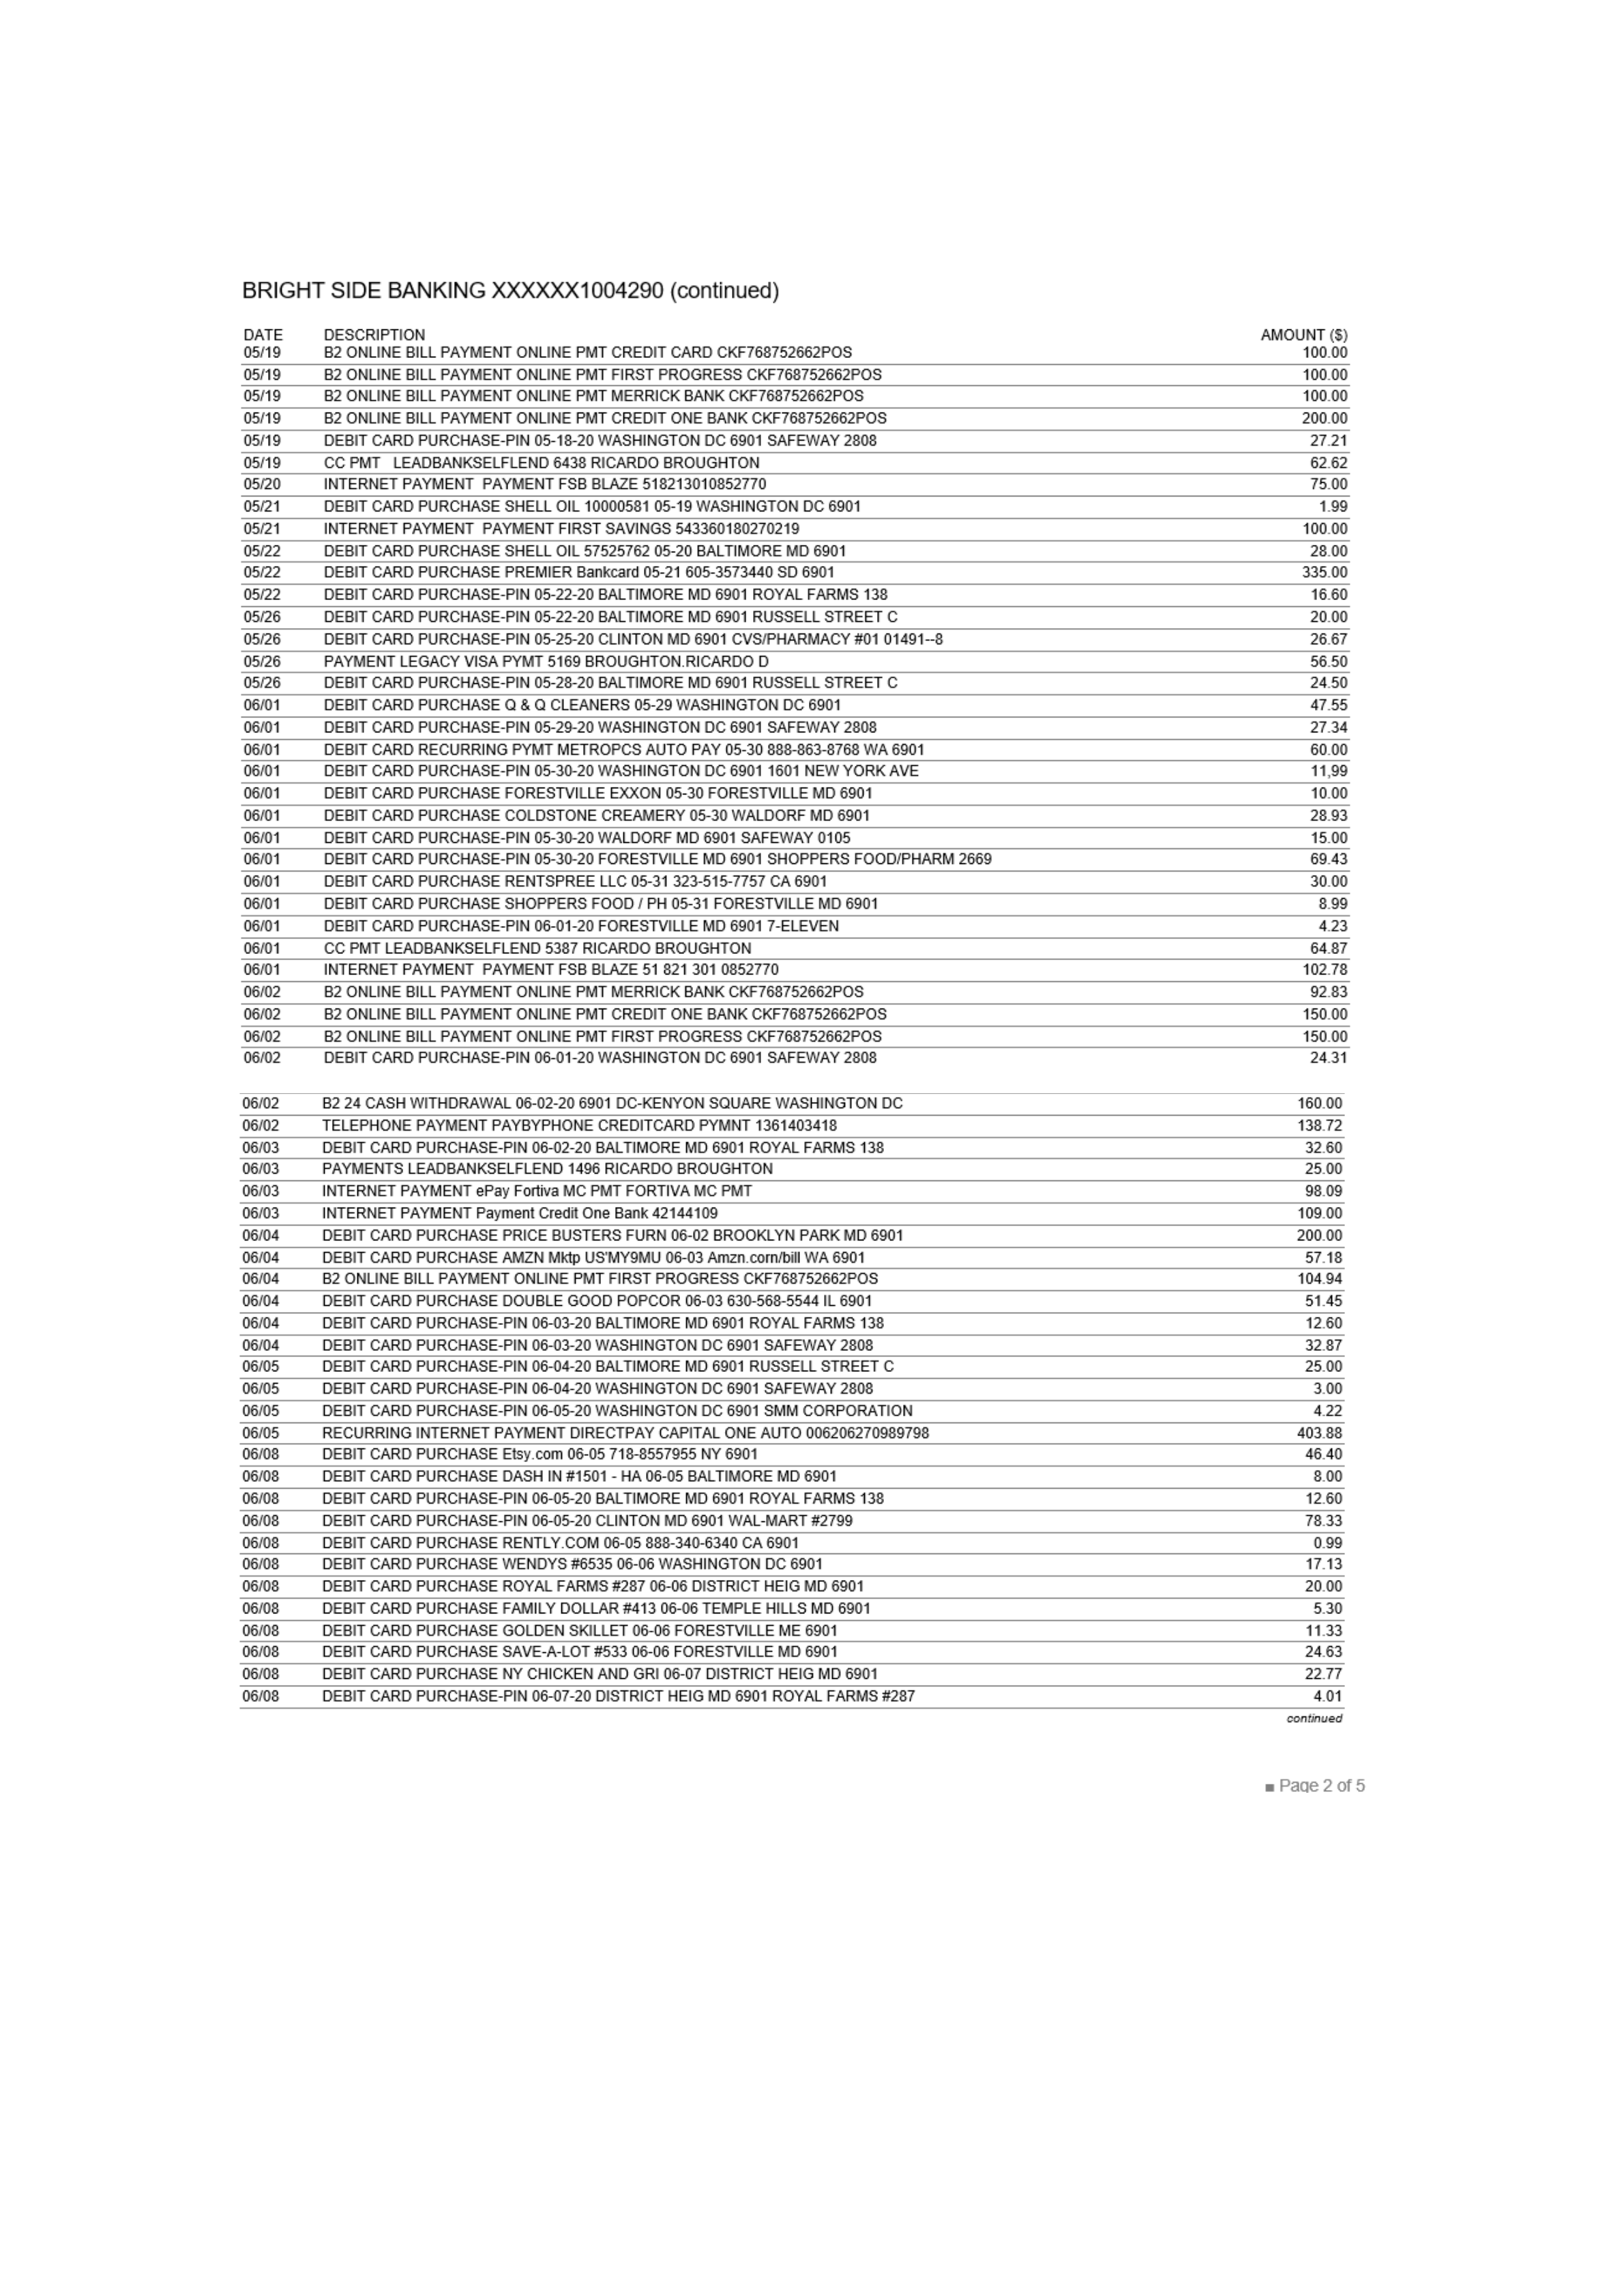 BRIGHT SIDE BANKING XXXXXX1004290 (continued)
DATE DESCRIPTION AMOUNT ($)
05/19 B2 ONLINE BILL PAYMENT ONLINE PMT CREDIT CARD CKF768752662POS 100.00
05/19 B2 ONLINE BILL PAYMENT ONLINE PMT FIRST PROGRESS CKF768752662POS 100.00
05/19 B2 ONLINE BILL PAYMENT ONLINE PMT MERRICK BANK CKF768752662POS 100.00
05/19 B2 ONLINE BILL PAYMENT ONLINE PMT CREDIT ONE BANK CKF768752662POS 200.00
05/19 DEBIT CARD PURCHASE-PIN 05-18-20 WASHINGTON DC 6901 SAFEWAY 2808 27.21
05/19 CC PMT LEADBANKSELFLEND 6438 RICARDO BROUGHTON 62.62
05/20 INTERNET PAYMENT PAYMENT FSB BLAZE 518213010852770 75.00
05/21 DEBIT CARD PURCHASE SHELL OIL 10000581 05-19 WASHINGTON DC 6901 1.99
05/21 INTERNET PAYMENT PAYMENT FIRST SAVINGS 543360180270219 100.00
05/22 DEBIT CARD PURCHASE SHELL OIL 57525762 05-20 BALTIMORE MD 6901 28.00
05/22 DEBIT CARD PURCHASE PREMIER Bankcard 05-21 605-3573440 SD 6901 335.00
05/22 DEBIT CARD PURCHASE-PIN 05-22-20 BALTIMORE MD 6901 ROYAL FARMS 138 16.60
05/26 DEBIT CARD PURCHASE-PIN 05-22-20 BALTIMORE MD 6901 RUSSELL STREET C 20.00
05/26 DEBIT CARD PURCHASE-PIN 05-25-20 CLINTON MD 6901 CVS/PHARMACY #01 01491--8 26.67
05/26 PAYMENT LEGACY VISA PYMT 5169 BROUGHTON.RICARDO D 56.50
05/26 DEBIT CARD PURCHASE-PIN 05-28-20 BALTIMORE MD 6901 RUSSELL STREET C 24.50
06/01 DEBIT CARD PURCHASE Q & Q CLEANERS 05-29 WASHINGTON DC 6901 47.55
06/01 DEBIT CARD PURCHASE-PIN 05-29-20 WASHINGTON DC 6901 SAFEWAY 2808 27.34
06/01 DEBIT CARD RECURRING PYMT METROPCS AUTO PAY 05-30 888-863-8768 WA 6901 60.00
06/01 DEBIT CARD PURCHASE-PIN 05-30-20 WASHINGTON DC 6901 1601 NEW YORK AVE 11,99
06/01 DEBIT CARD PURCHASE FORESTVILLE EXXON 05-30 FORESTVILLE MD 6901 10.00
06/01 DEBIT CARD PURCHASE COLDSTONE CREAMERY 05-30 WALDORF MD 6901 28.93
06/01 DEBIT CARD PURCHASE-PIN 05-30-20 WALDORF MD 6901 SAFEWAY 0105 15.00
06/01 DEBIT CARD PURCHASE-PIN 05-30-20 FORESTVILLE MD 6901 SHOPPERS FOOD/PHARM 2669 69.43
06/01 DEBIT CARD PURCHASE RENTSPREE LLC 05-31 323-515-7757 CA 6901 30.00
06/01 DEBIT CARD PURCHASE SHOPPERS FOOD / PH 05-31 FORESTVILLE MD 6901 8.99
06/01 DEBIT CARD PURCHASE-PIN 06-01-20 FORESTVILLE MD 6901 7-ELEVEN 4.23
06/01 CC PMT LEADBANKSELFLEND 5387 RICARDO BROUGHTON 64.87
06/01 INTERNET PAYMENT PAYMENT FSB BLAZE 51 821 301 0852770 102.78
06/02 B2 ONLINE BILL PAYMENT ONLINE PMT MERRICK BANK CKF768752662POS 92.83
06/02 B2 ONLINE BILL PAYMENT ONLINE PMT CREDIT ONE BANK CKF768752662POS 150.00
06/02 B2 ONLINE BILL PAYMENT ONLINE PMT FIRST PROGRESS CKF768752662POS 150.00
06/02 DEBIT CARD PURCHASE-PIN 06-01-20 WASHINGTON DC 6901 SAFEWAY 2808 24.31
06/02 B2 24 CASH WITHDRAWAL 06-02-20 6901 DC-KENYON SQUARE WASHINGTON DC 160.00
06/02 TELEPHONE PAYMENT PAYBYPHONE CREDITCARD PYMNT 1361403418 138.72
06/03 DEBIT CARD PURCHASE-PIN 06-02-20 BALTIMORE MD 6901 ROYAL FARMS 138 32.60
06/03 PAYMENTS LEADBANKSELFLEND 1496 RICARDO BROUGHTON 25.00
06/03 INTERNET PAYMENT ePay Fortiva MC PMT FORTIVA MC PMT 98.09
06/03 INTERNET PAYMENT Payment Credit One Bank 42144109 109.00
06/04 DEBIT CARD PURCHASE PRICE BUSTERS FURN 06-02 BROOKLYN PARK MD 6901 200.00
06/04 DEBIT CARD PURCHASE AMZN Mktp US'MY9MU 06-03 Amzn.corn/bill WA 6901 57.18
06/04 B2 ONLINE BILL PAYMENT ONLINE PMT FIRST PROGRESS CKF768752662POS 104.94
06/04 DEBIT CARD PURCHASE DOUBLE GOOD POPCOR 06-03 630-568-5544 IL 6901 51.45
06/04 DEBIT CARD PURCHASE-PIN 06-03-20 BALTIMORE MD 6901 ROYAL FARMS 138 12.60
06/04 DEBIT CARD PURCHASE-PIN 06-03-20 WASHINGTON DC 6901 SAFEWAY 2808 32.87
06/05 DEBIT CARD PURCHASE-PIN 06-04-20 BALTIMORE MD 6901 RUSSELL STREET C 25.00
06/05 DEBIT CARD PURCHASE-PIN 06-04-20 WASHINGTON DC 6901 SAFEWAY 2808 3.00
06/05 DEBIT CARD PURCHASE-PIN 06-05-20 WASHINGTON DC 6901 SMM CORPORATION 4.22
06/05 RECURRING INTERNET PAYMENT DIRECTPAY CAPITAL ONE AUTO 006206270989798 403.88
06/08 DEBIT CARD PURCHASE Etsy.com 06-05 718-8557955 NY 6901 46.40
06/08 DEBIT CARD PURCHASE DASH IN #1501 - HA 06-05 BALTIMORE MD 6901 8.00
06/08 DEBIT CARD PURCHASE-PIN 06-05-20 BALTIMORE MD 6901 ROYAL FARMS 138 12.60
06/08 DEBIT CARD PURCHASE-PIN 06-05-20 CLINTON MD 6901 WAL-MART #2799 78.33
06/08 DEBIT CARD PURCHASE RENTLY.COM 06-05 888-340-6340 CA 6901 0.99
06/08 DEBIT CARD PURCHASE WENDYS #6535 06-06 WASHINGTON DC 6901 17.13
06/08 DEBIT CARD PURCHASE ROYAL FARMS #287 06-06 DISTRICT HEIG MD 6901 20.00
06/08 DEBIT CARD PURCHASE FAMILY DOLLAR #413 06-06 TEMPLE HILLS MD 6901 5.30
06/08 DEBIT CARD PURCHASE GOLDEN SKILLET 06-06 FORESTVILLE ME 6901 11.33
06/08 DEBIT CARD PURCHASE SAVE-A-LOT #533 06-06 FORESTVILLE MD 6901 24.63
06/08 DEBIT CARD PURCHASE NY CHICKEN AND GRI 06-07 DISTRICT HEIG MD 6901 22.77
06/08 DEBIT CARD PURCHASE-PIN 06-07-20 DISTRICT HEIG MD 6901 ROYAL FARMS #287 4.01
continued
■ Page 2 of 5